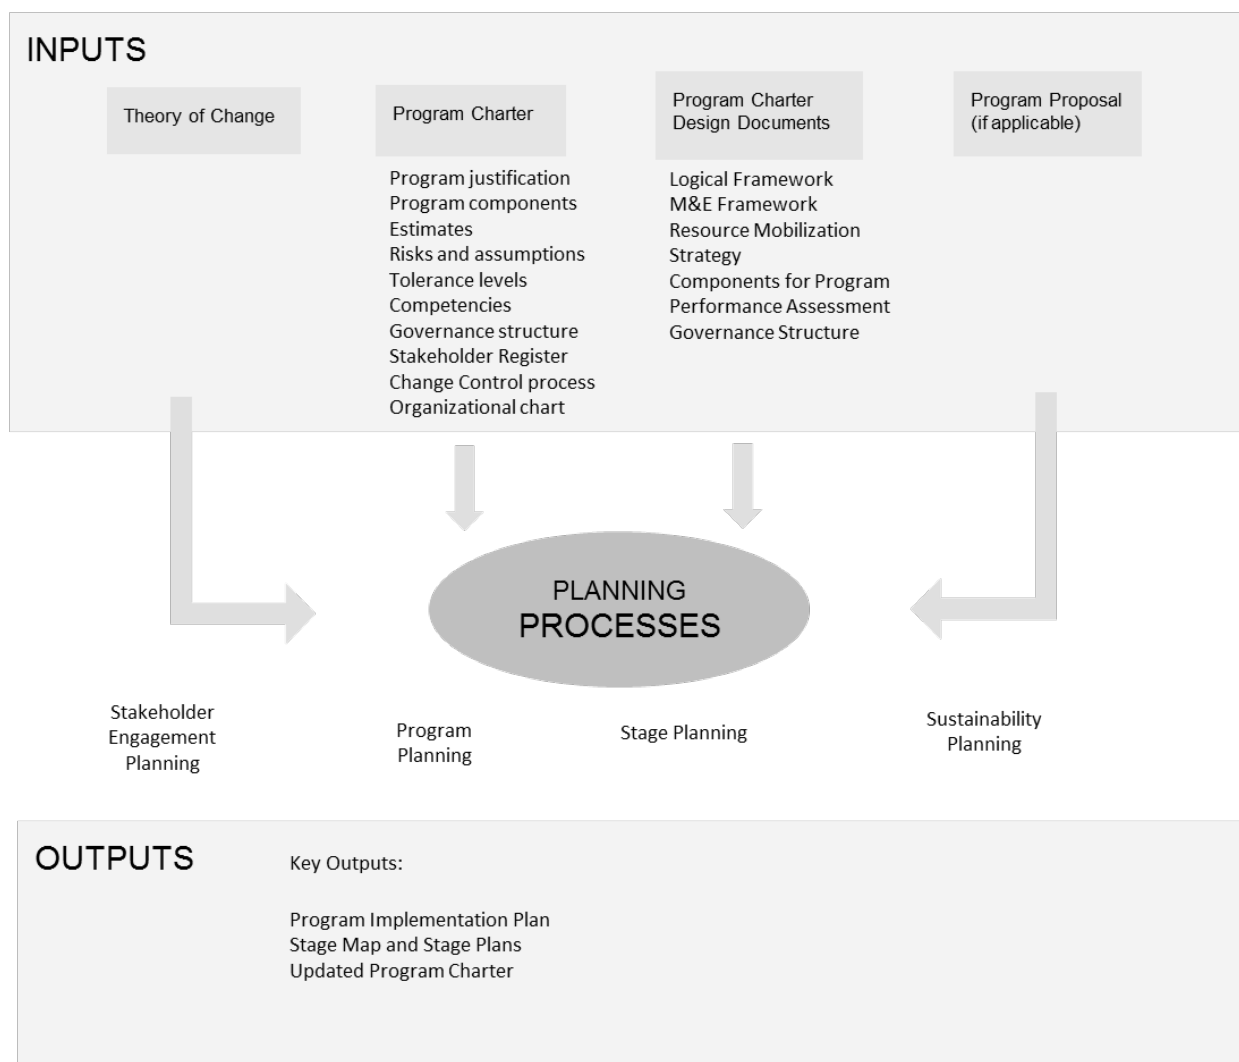 INPUTS
Theory of Change
Program Charter
Program Charter
Design Documents
Program Proposal
(if applicable)
Program justification
Program components
Estimates
Risks and assumptions
Tolerance levels
Competencies
Governance structure
Stakeholder Register
Change Control process
Organizational chart
Logical Framework
M&E Framework
Resource Mobilization
Strategy
Components for Program
Performance Assessment
Governance Structure
PLANNING
PROCESSES
Stakeholder
Engagement
Planning
Program
Planning
Stage Planning
Sustainability
Planning
OUTPUTS
Key Outputs:
Program Implementation Plan
Stage Map and Stage Plans
Updated Program Charter